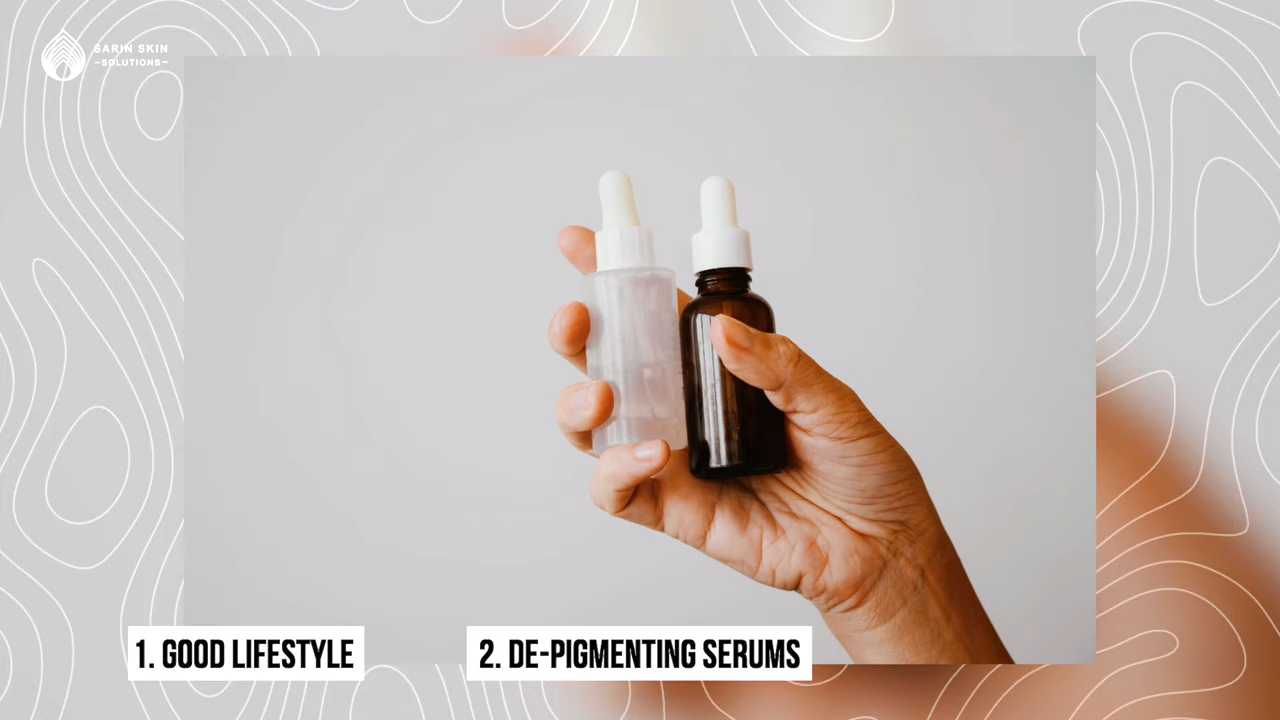 SARIN SKIN
–SOLUTIONS–
1. GOOD LIFESTYLE
2. DE-PIGMENTING SERUMS